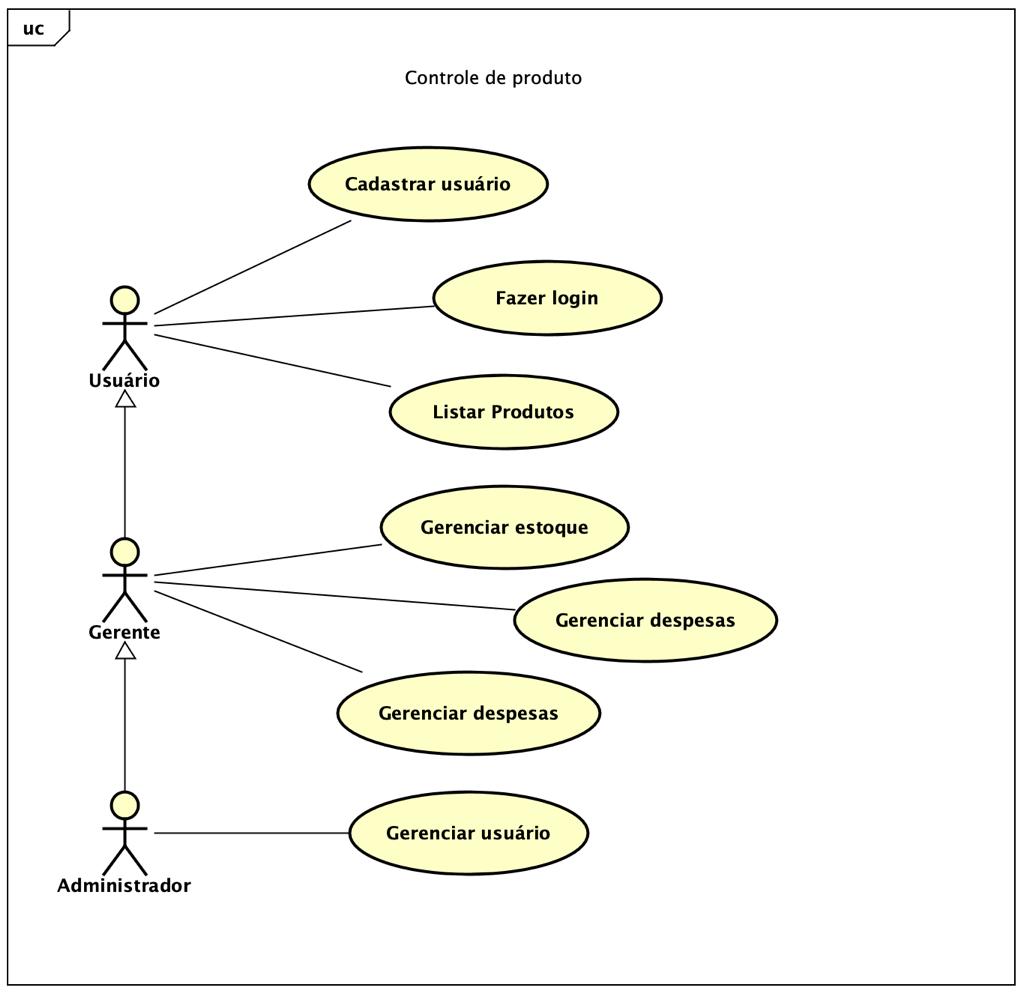 uc
Controle de produto
Cadastrar usuário
Fazer login
Usuário
Listar Produtos
Gerenciar estoque
Gerenciar despesas
Gerente
Gerenciar despesas
Gerenciar usuário
Administrador